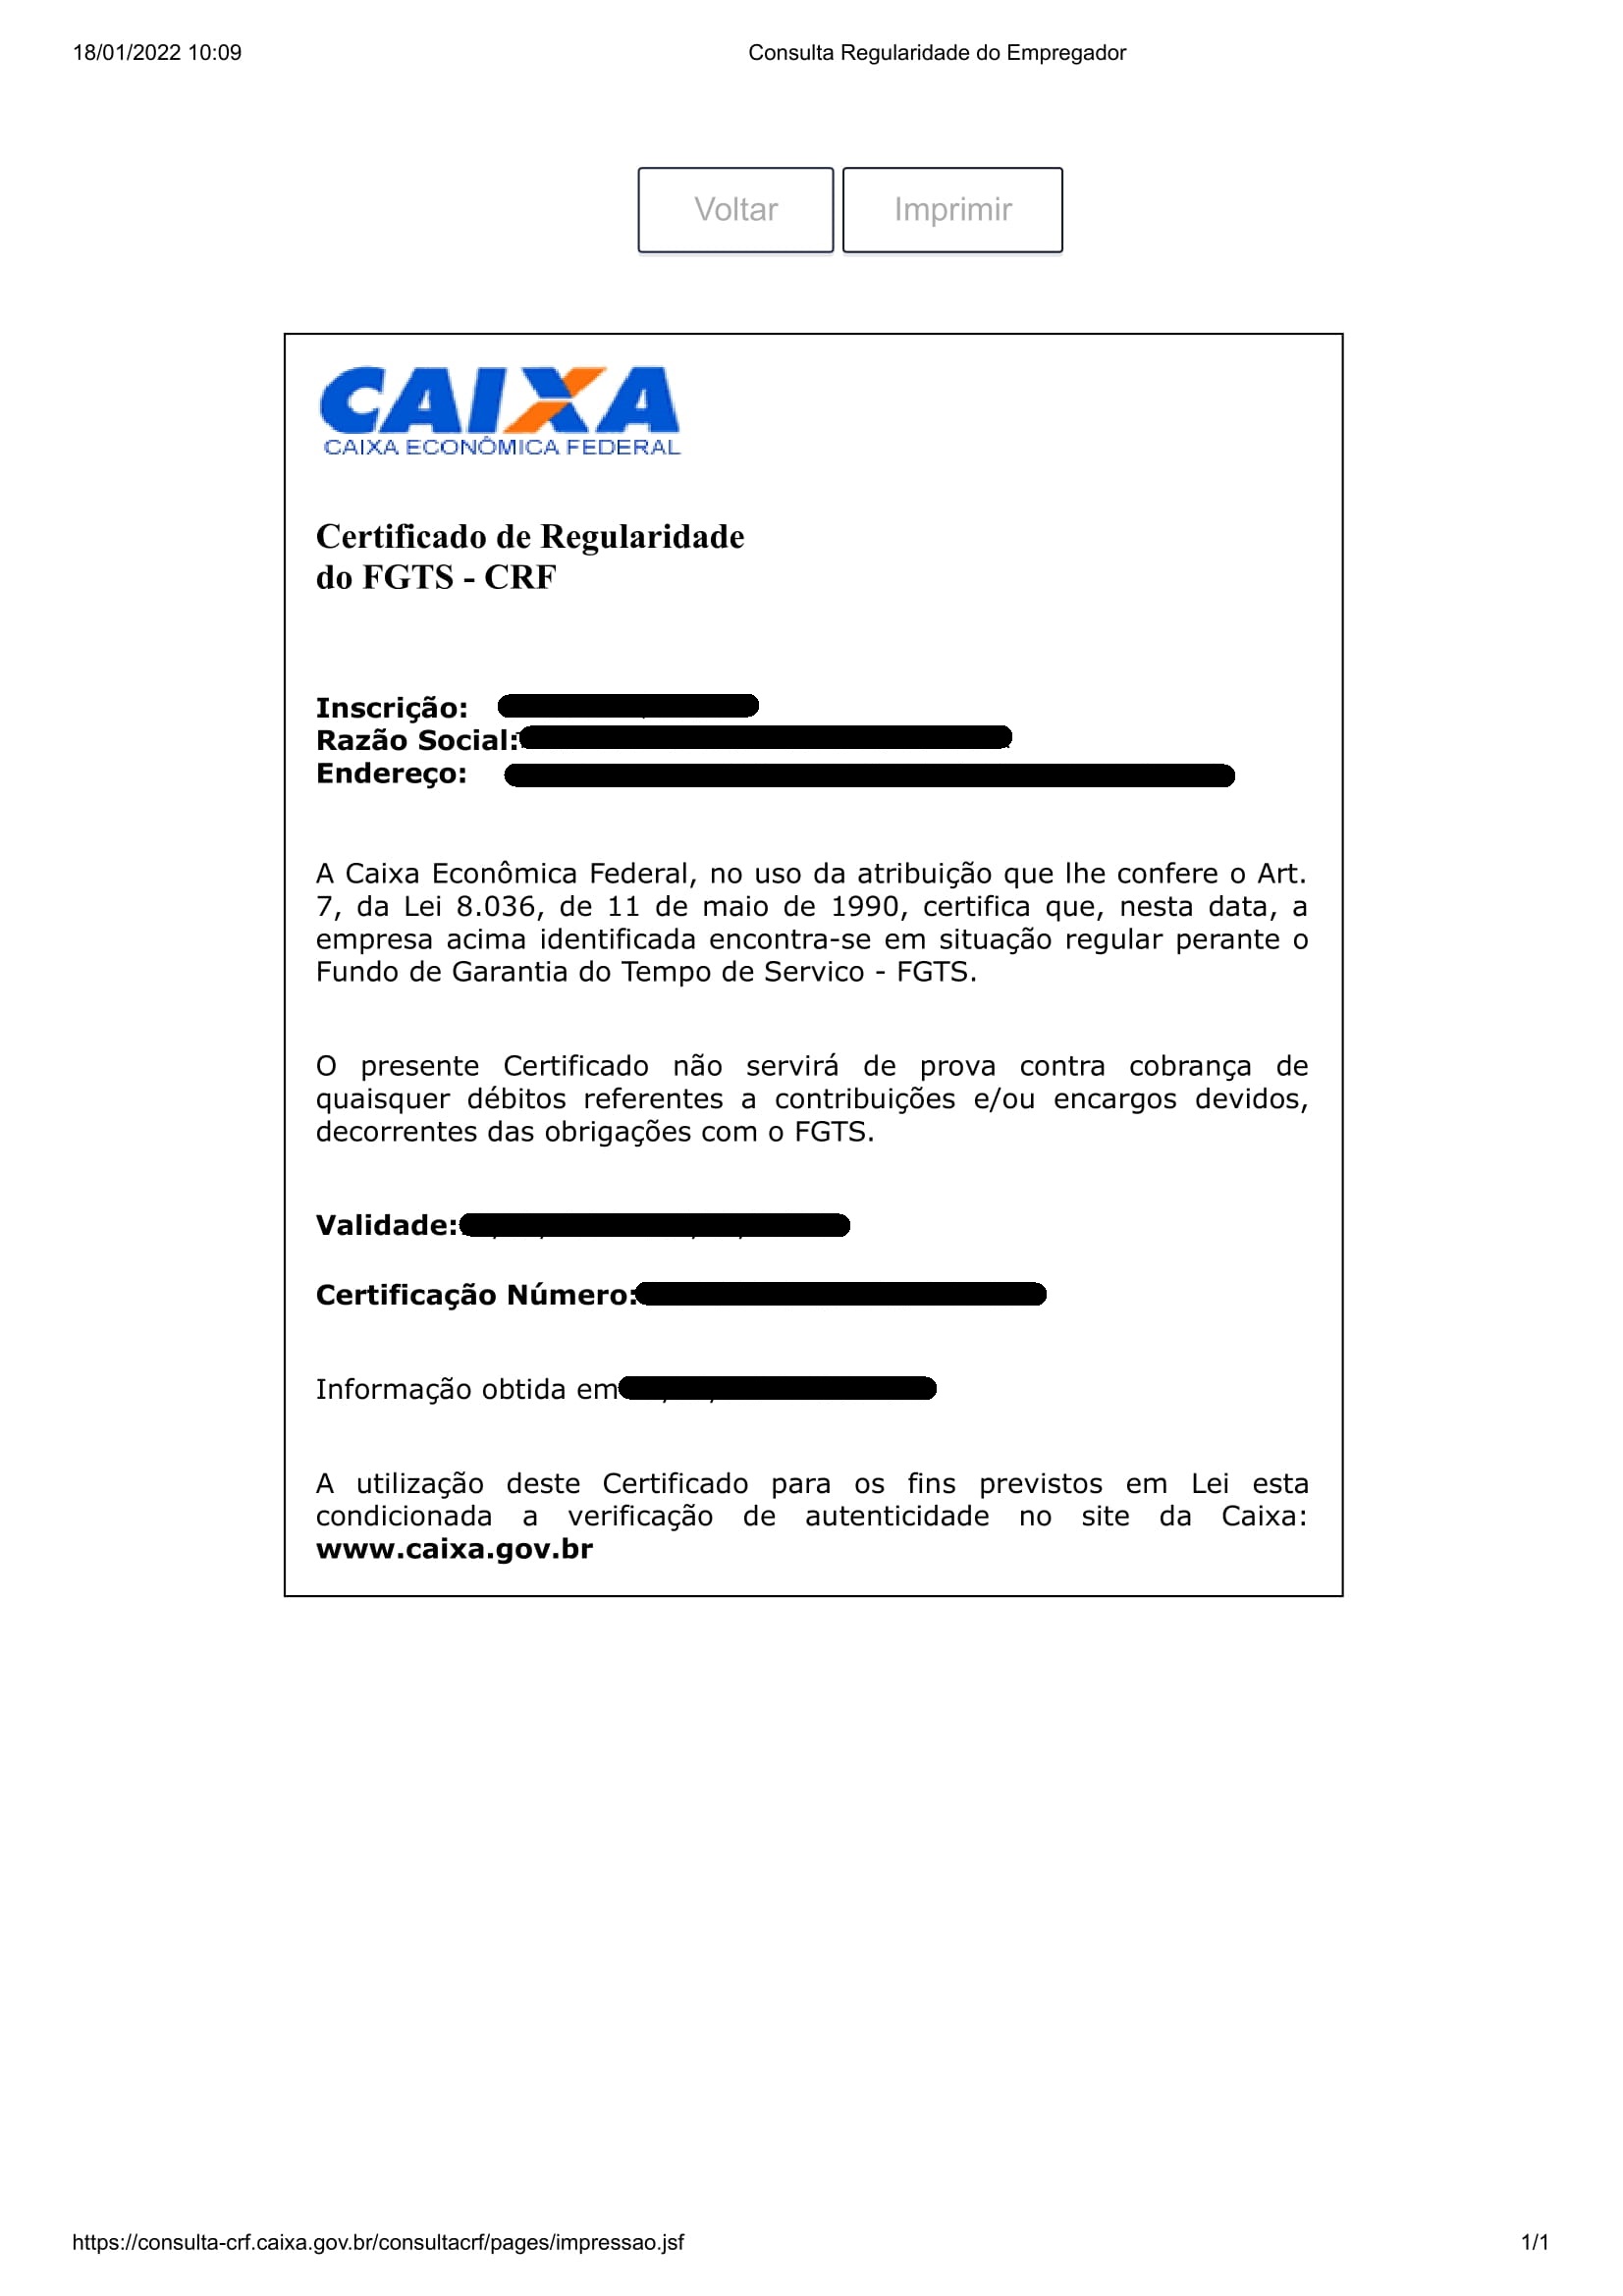 18/01/2022 10:09
Consulta Regularidade do Empregador
Voltar
Imprimir
CAIXA
CAIXA ECONÔMICA FEDERAL
Certificado de Regularidade
do FGTS - CRF
Inscrição:
Razão Social:
Endereço:
A Caixa Econômica Federal, no uso da atribuição que lhe confere o Art.
7, da Lei 8.036, de 11 de maio de 1990, certifica que, nesta data, a
empresa acima identificada encontra-se em situação regular perante o
Fundo de Garantia do Tempo de Servico - FGTS.
O presente Certificado não servirá de prova contra cobrança de
quaisquer débitos referentes a contribuições e/ou encargos devidos,
decorrentes das obrigações com o FGTS.
Validade:
Certificação Número:
Informação obtida em
A utilização deste Certificado para os fins previstos em Lei esta
condicionada a verificação de autenticidade no site da Caixa:
www.caixa.gov.br
https://consulta-crf.caixa.gov.br/consultacrf/pages/impressao.jsf
1/1